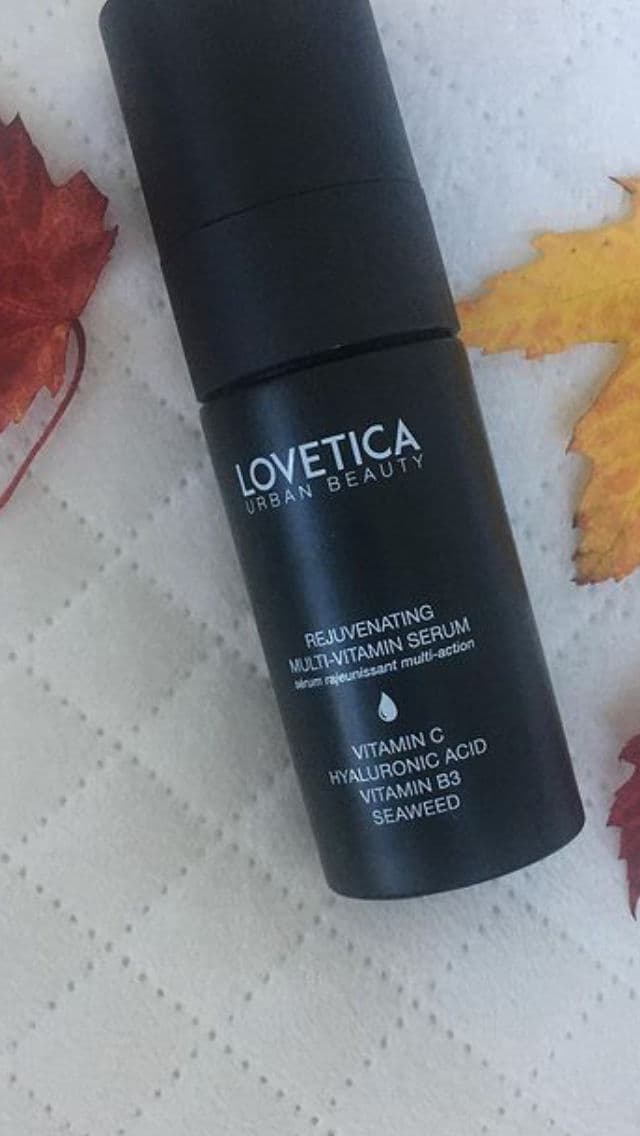 LOVETICA
URBAN BEAUTY
REJUVENATING
MULTI-VITAMIN SERUM
sérum rajeunissant multi-action
VITAMIN C
HYALURONIC ACID
VITAMIN B3
SEAWEED